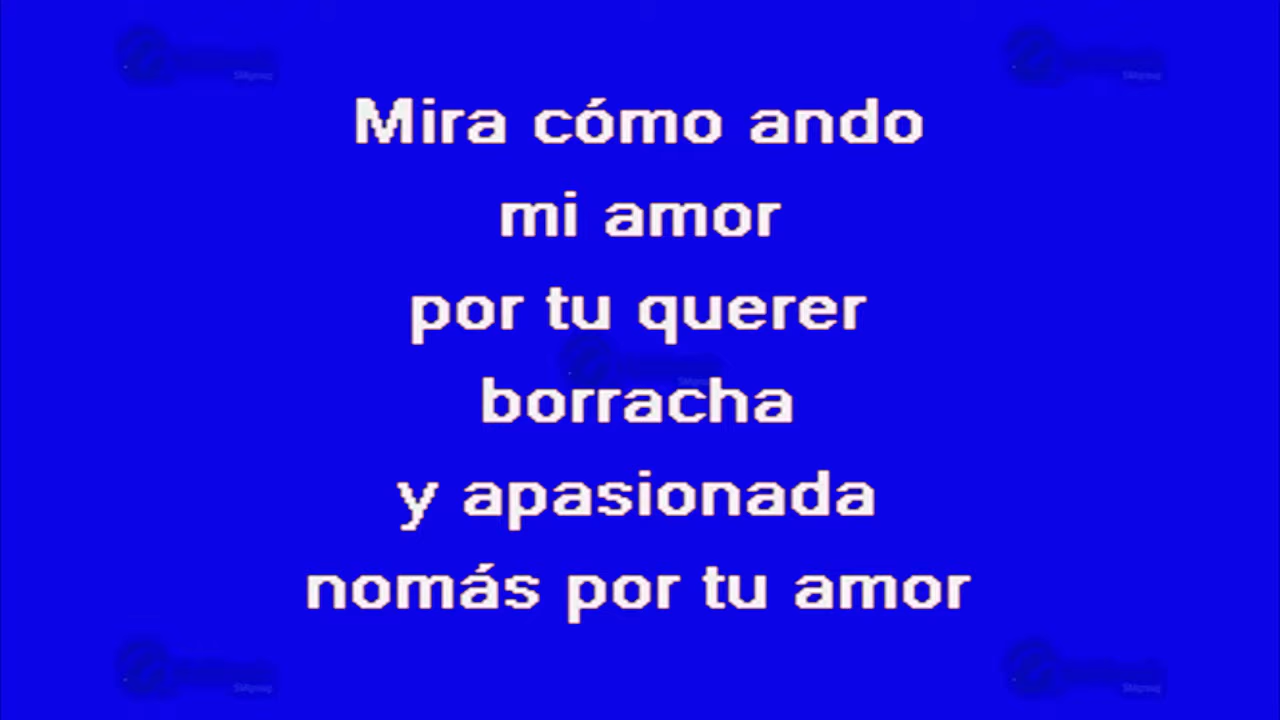 Mira cómo ando
mi amor
por tu querer
borracha
y apasionada
nomás por tu amor